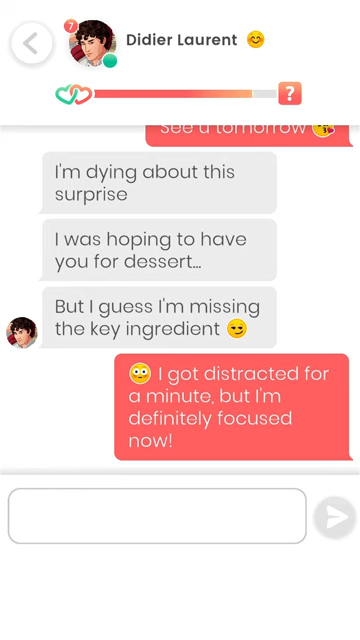 7
Didier Laurent 😊
?
See u tomorrow 😘
I'm dying about this
surprise
I was hoping to have
you for dessert...
But I guess I'm missing
the key ingredient 😏
😳 I got distracted for
a minute, but I'm
definitely focused
now!